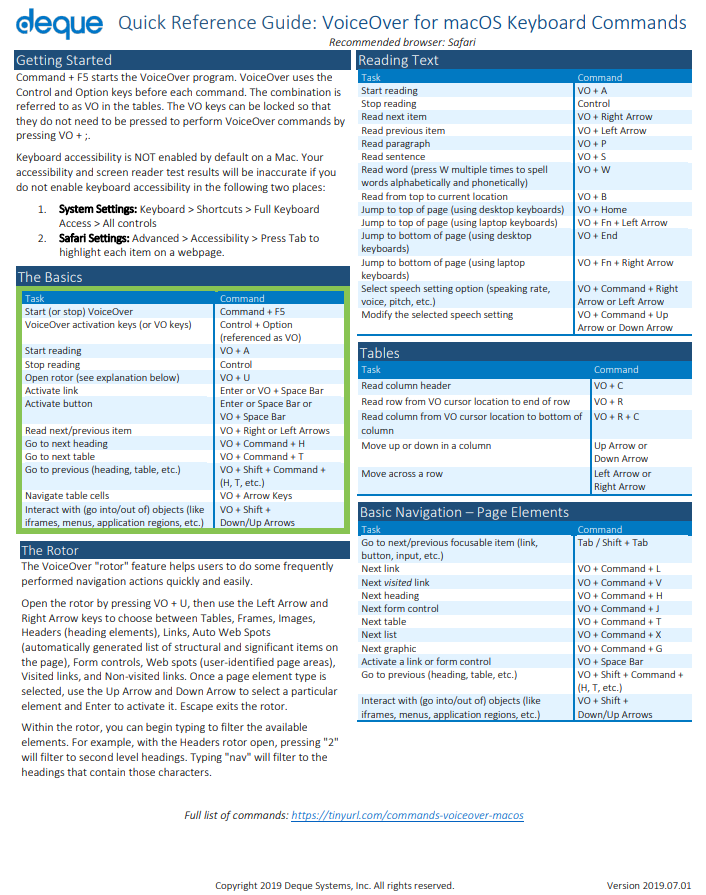 deque Quick Reference Guide: VoiceOver for macOS Keyboard Commands
Recommended browser: Safari
Getting Started
Command + F5 starts the VoiceOver program. VoiceOver uses the
Control and Option keys before each command. The combination is
referred to as VO in the tables. The VO keys can be locked so that
they do not need to be pressed to perform VoiceOver commands by
pressing VO + ;.
Keyboard accessibility is NOT enabled by default on a Mac. Your
accessibility and screen reader test results will be inaccurate if you
do not enable keyboard accessibility in the following two places:
1. System Settings: Keyboard > Shortcuts > Full Keyboard
Access > All controls
2. Safari Settings: Advanced > Accessibility > Press Tab to
highlight each item on a webpage.
The Basics
Task Command
Start (or stop) VoiceOver Command + F5
VoiceOver activation keys (or VO keys) Control + Option
(referenced as VO)
Start reading VO + A
Stop reading Control
Open rotor (see explanation below) VO + U
Activate link Enter or VO + Space Bar
Activate button Enter or Space Bar or
VO + Space Bar
Read next/previous item VO + Right or Left Arrows
Go to next heading VO + Command + H
Go to next table VO + Command + T
Go to previous (heading, table, etc.) VO + Shift + Command +
(H, T, etc.)
Navigate table cells VO + Arrow Keys
Interact with (go into/out of) objects (like VO + Shift +
iframes, menus, application regions, etc.) Down/Up Arrows
The Rotor
The VoiceOver "rotor" feature helps users to do some frequently
performed navigation actions quickly and easily.
Open the rotor by pressing VO + U, then use the Left Arrow and
Right Arrow keys to choose between Tables, Frames, Images,
Headers (heading elements), Links, Auto Web Spots
(automatically generated list of structural and significant items on
the page), Form controls, Web spots (user-identified page areas),
Visited links, and Non-visited links. Once a page element type is
selected, use the Up Arrow and Down Arrow to select a particular
element and Enter to activate it. Escape exits the rotor.
Within the rotor, you can begin typing to filter the available
elements. For example, with the Headers rotor open, pressing "2"
will filter to second level headings. Typing "nav" will filter to the
headings that contain those characters.
Reading Text
Task Command
Start reading VO + A
Stop reading Control
Read next item VO + Right Arrow
Read previous item VO + Left Arrow
Read paragraph VO + P
Read sentence VO + S
Read word (press W multiple times to spell VO + W
words alphabetically and phonetically)
Read from top to current location VO + B
Jump to top of page (using desktop keyboards) VO + Home
Jump to top of page (using laptop keyboards) VO + Fn + Left Arrow
Jump to bottom of page (using desktop VO + End
keyboards)
Jump to bottom of page (using laptop VO + Fn + Right Arrow
keyboards)
Select speech setting option (speaking rate, VO + Command + Right
voice, pitch, etc.) Arrow or Left Arrow
Modify the selected speech setting VO + Command + Up
Arrow or Down Arrow
Tables
Task Command
Read column header VO + C
Read row from VO cursor location to end of row VO + R
Read column from VO cursor location to bottom of VO + R + C
column
Move up or down in a column Up Arrow or
Down Arrow
Move across a row Left Arrow or
Right Arrow
Basic Navigation – Page Elements
Task Command
Go to next/previous focusable item (link, Tab / Shift + Tab
button, input, etc.)
Next link VO + Command + L
Next visited link VO + Command + V
Next heading VO + Command + H
Next form control VO + Command + J
Next table VO + Command + T
Next list VO + Command + X
Next graphic VO + Command + G
Activate a link or form control VO + Space Bar
Go to previous (heading, table, etc.) VO + Shift + Command +
(H, T, etc.)
Interact with (go into/out of) objects (like VO + Shift +
iframes, menus, application regions, etc.) Down/Up Arrows
Full list of commands: https://tinyurl.com/commands-voiceover-macos
Copyright 2019 Deque Systems, Inc. All rights reserved. Version 2019.07.01